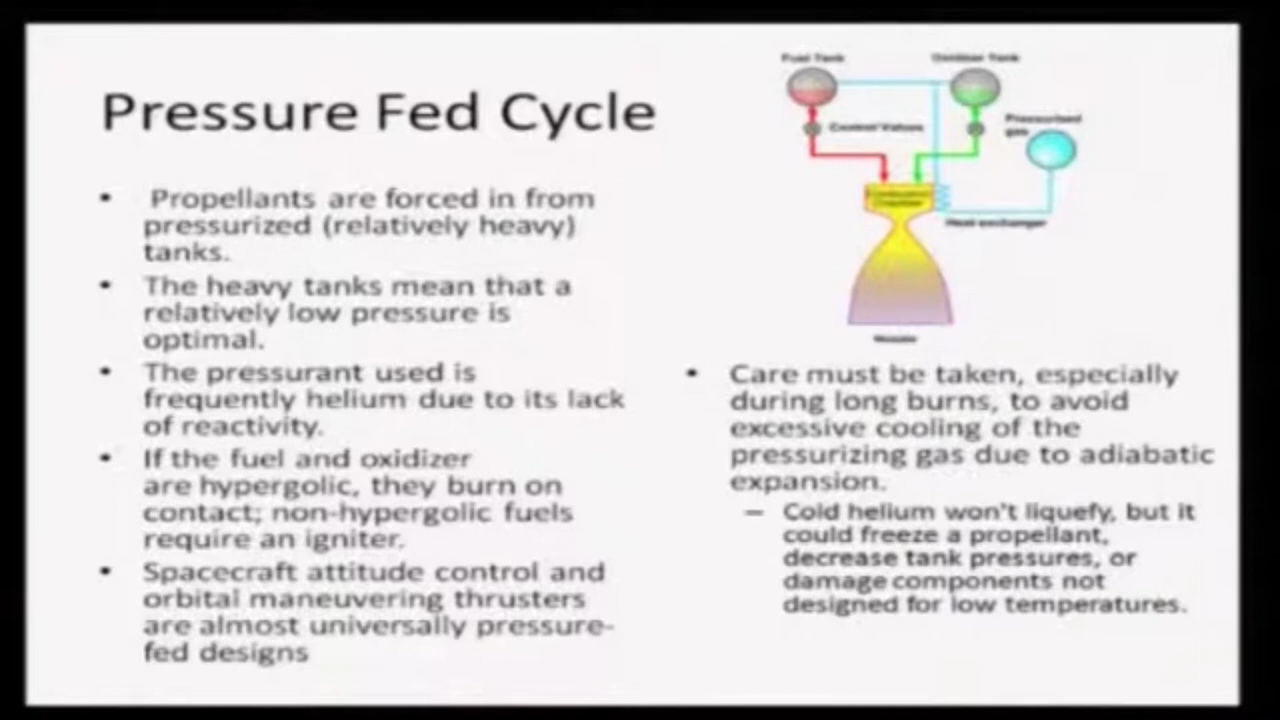 Pressure Fed Cycle
Propellants are forced in from
pressurized (relatively heavy)
tanks.
The heavy tanks mean that a
relatively low pressure is
optimal.
The pressurant used is
frequently helium due to its lack
of reactivity.
If the fuel and oxidizer
are hypergolic, they burn on
contact; non-hypergolic fuels
require an igniter.
Spacecraft attitude control and
orbital maneuvering thrusters
are almost universally pressure-
fed designs
Fuel Tank
Oxidizer Tank
Control Valves
Pressurised
gas
Combustion
Chamber
Heat exchanger
Nozzle
Care must be taken, especially
during long burns, to avoid
excessive cooling of the
pressurizing gas due to adiabatic
expansion.
– Cold helium won't liquefy, but it
could freeze a propellant,
decrease tank pressures, or
damage components not
designed for low temperatures.